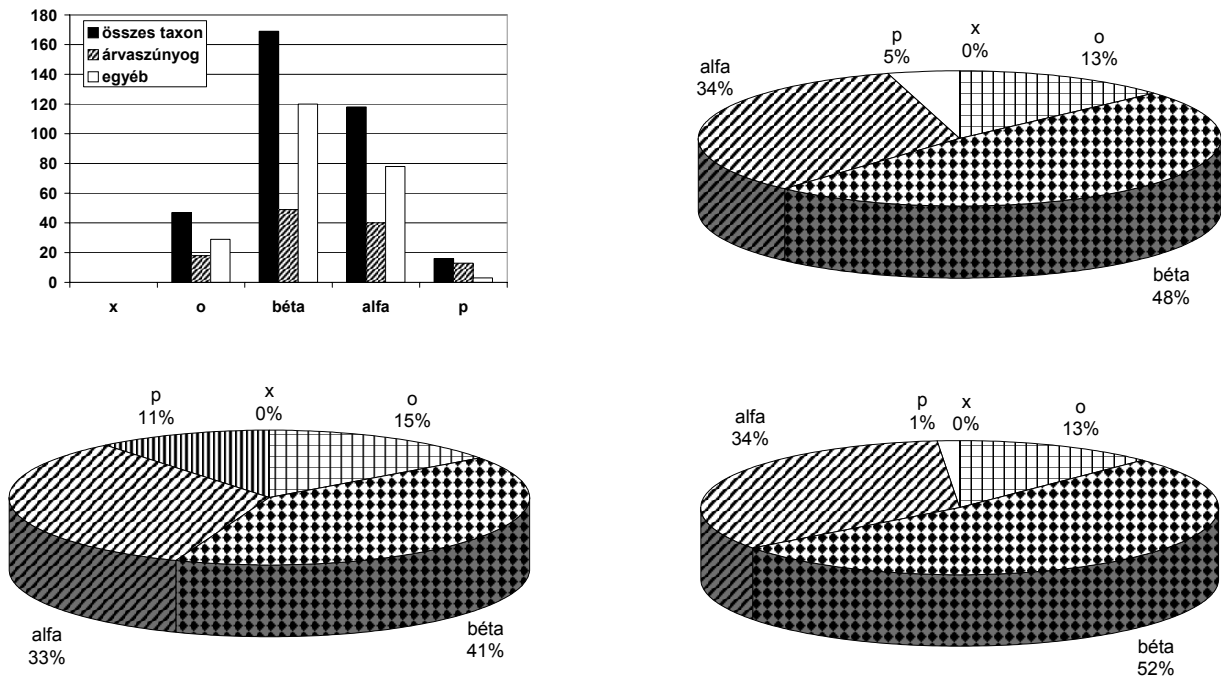 180
160
140
120
100
80
60
40
20
0
összes taxon
árvaszúnyog
egyéb
x
o
béta
alfa
p
x
0%
o
13%
béta
48%
alfa
34%
p
5%
x
0%
o
15%
béta
41%
alfa
33%
p
11%
x
0%
o
13%
béta
52%
alfa
34%
p
1%